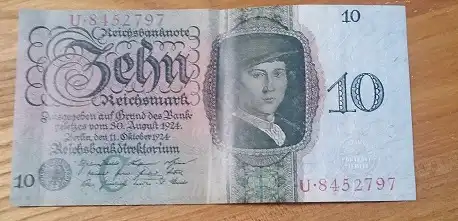 U·8452797
10
Reichsbanknote
Zehn
Reichsmark
Ausgegeben auf Grund des Bank-
gesetzes vom 30. August 1924
Berlin, den 11. Oktober 1924
Reichsbankdirektorium
10
10
U·8452797